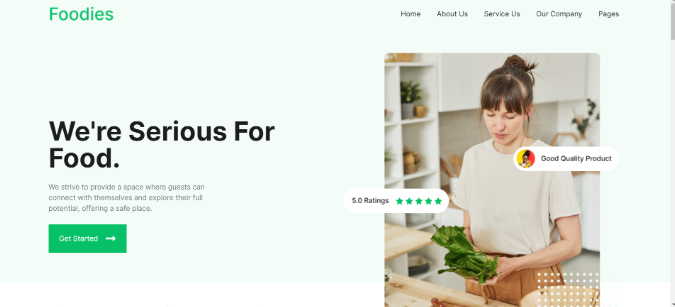 Foodies
Home About Us Service Us Our Company Pages
We're Serious For
Food.
Good Quality Product
We strive to provide a space where guests can
connect with themselves and explore their full
potential, offering a safe place.
5.0 Ratings
Get Started